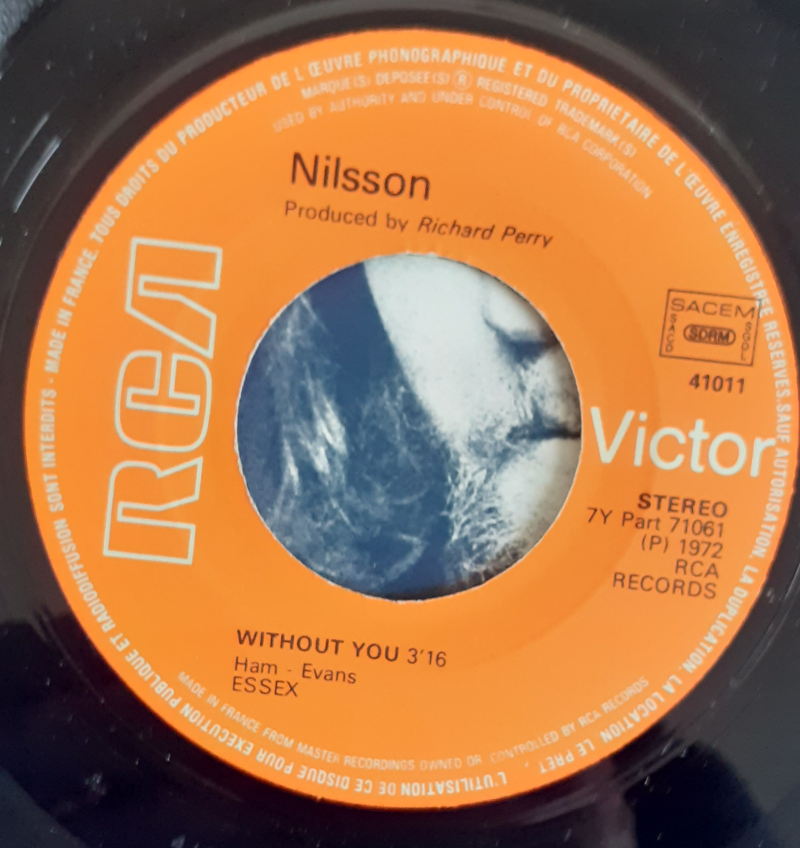 MADE IN FRANCE. TOUS DROITS DU PRODUCTEUR DE L'ŒUVRE PHONOGRAPHIQUE ET DU PROPRIETAIRE DE L'ŒUVRE ENREGISTREE RESERVES. SAUF AUTORISATION. LA DUPLICATION. LA LOCATION. LE PRET, L'UTILISATION DE CE DISQUE POUR EXECUTION PUBLIQUE ET RADIODIFFUSION SONT INTERDITS -
MARQUE(S) DEPOSEE(S) ® REGISTERED TRADEMARK(S)
USED BY AUTHORITY AND UNDER CONTROL OF RCA CORPORATION
Nilsson
Produced by Richard Perry
RCA
SACEM
SACD
SDRM
SGDL
41011
Victor
STEREO
7Y Part 71061
(P) 1972
RCA
RECORDS
WITHOUT YOU 3'16
Ham - Evans
ESSEX
MADE IN FRANCE FROM MASTER RECORDINGS OWNED OR CONTROLLED BY RCA RECORDS